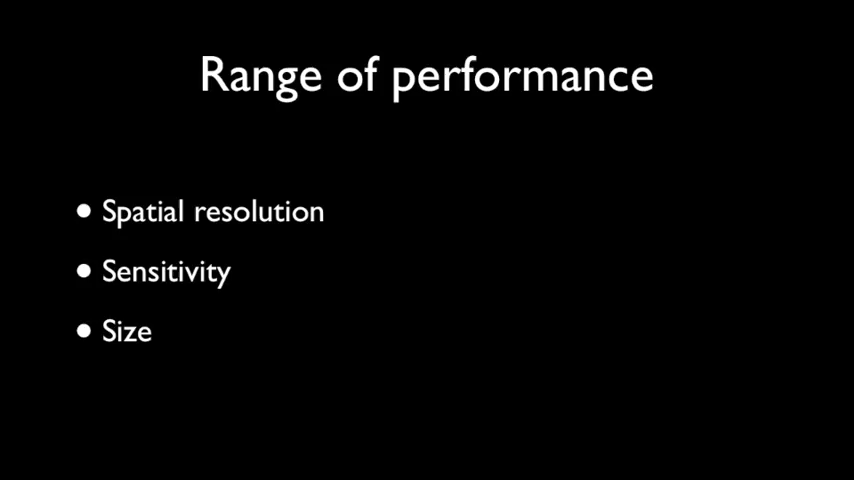 Range of performance
• Spatial resolution
• Sensitivity
• Size